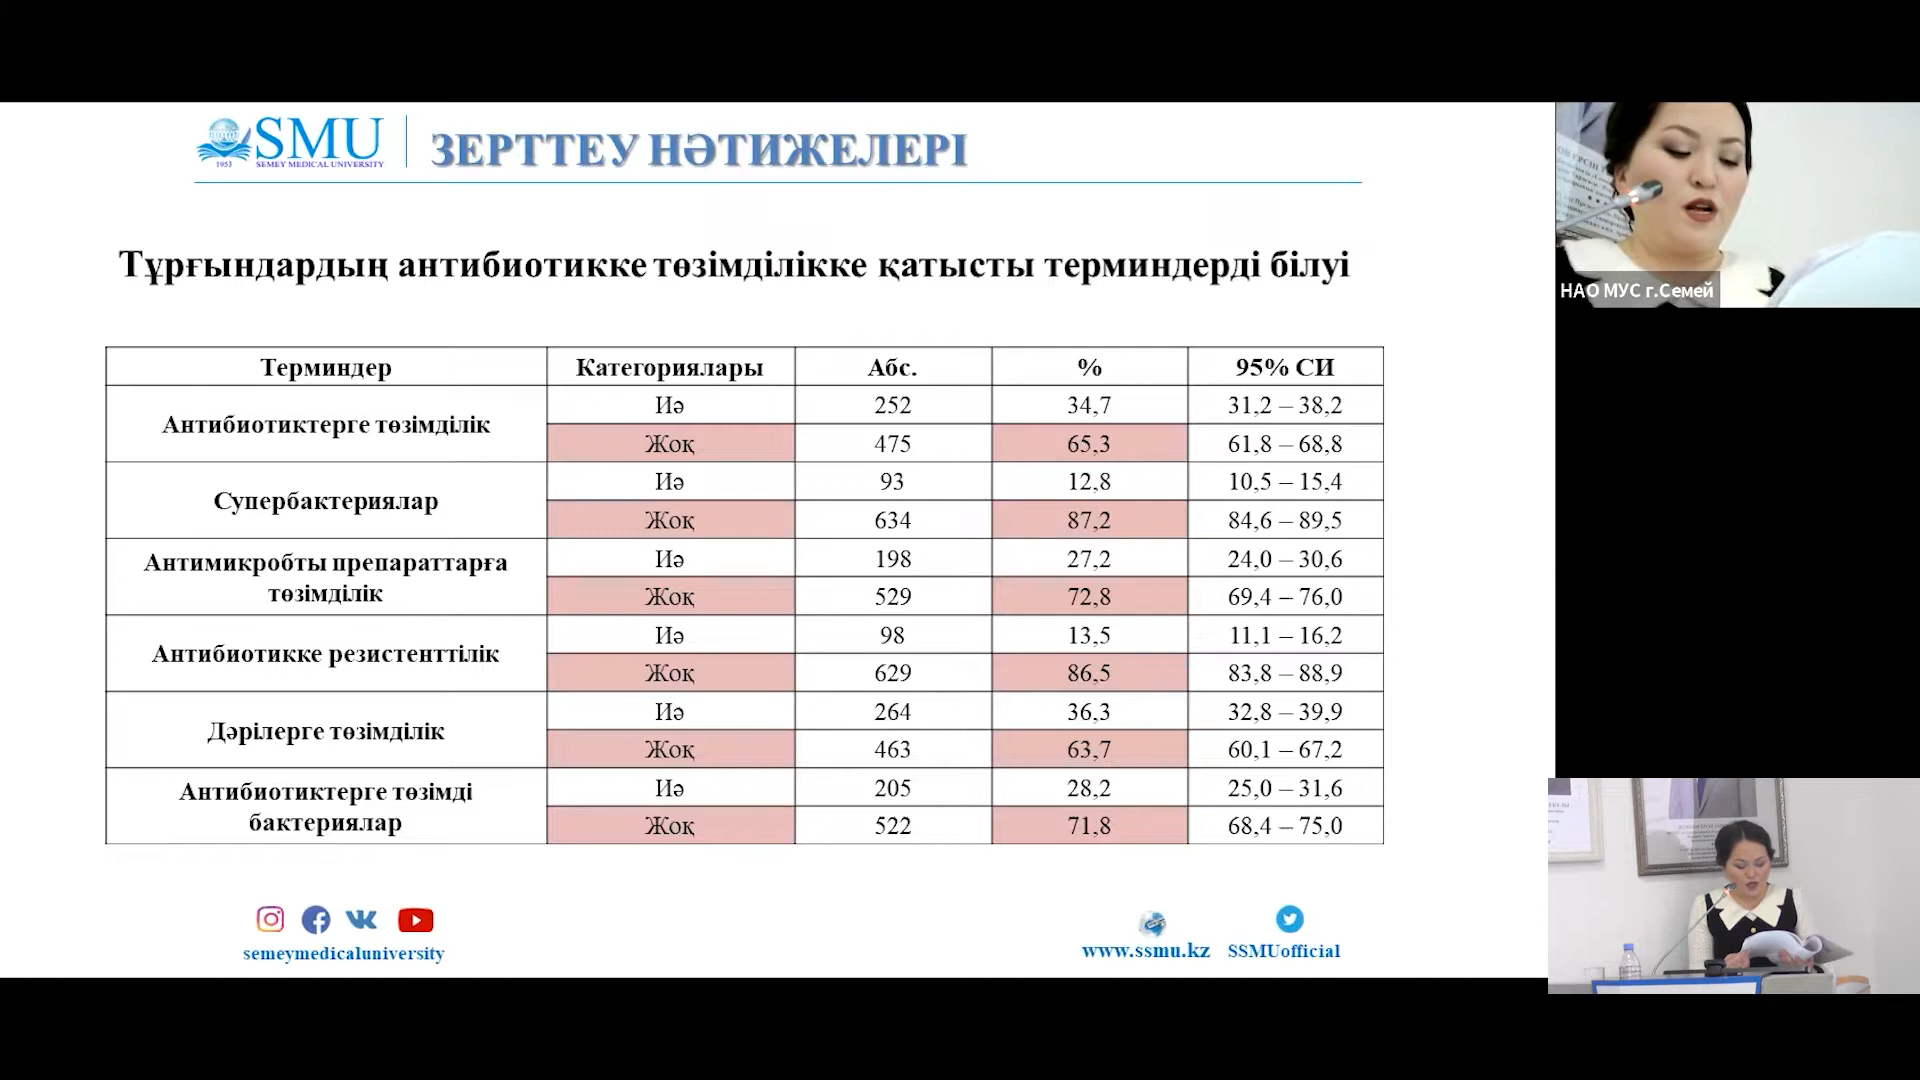 SMU
1953 SEMEY MEDICAL UNIVERSITY
ЗЕРТТЕУ НӘТИЖЕЛЕРІ
Тұрғындардың антибиотикке төзімділікке қатысты терминдерді білуі
Терминдер Категориялары Абс. % 95% СИ
Антибиотиктерге төзімділік
Иә 252 34,7 31,2 – 38,2
Жоқ 475 65,3 61,8 – 68,8
Супербактериялар
Иә 93 12,8 10,5 – 15,4
Жоқ 634 87,2 84,6 – 89,5
Антимикробты препараттарға
төзімділік
Иә 198 27,2 24,0 – 30,6
Жоқ 529 72,8 69,4 – 76,0
Антибиотикке резистенттілік
Иә 98 13,5 11,1 – 16,2
Жоқ 629 86,5 83,8 – 88,9
Дәрілерге төзімділік
Иә 264 36,3 32,8 – 39,9
Жоқ 463 63,7 60,1 – 67,2
Антибиотиктерге төзімді
бактериялар
Иә 205 28,2 25,0 – 31,6
Жоқ 522 71,8 68,4 – 75,0
semeymedicaluniversity
www.ssmu.kz SSMUofficial
НАО МУС г.Семей